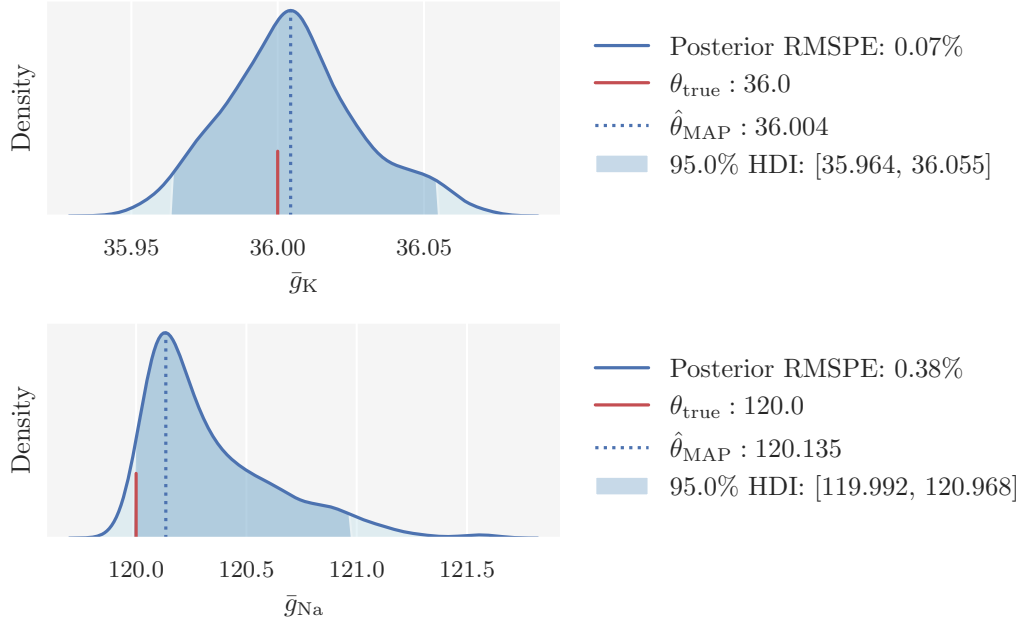 Density
35.95 36.00 36.05
ḡK
Posterior RMSPE: 0.07%
θtrue : 36.0
θ̂MAP : 36.004
95.0% HDI: [35.964, 36.055]
Density
120.0 120.5 121.0 121.5
ḡNa
Posterior RMSPE: 0.38%
θtrue : 120.0
θ̂MAP : 120.135
95.0% HDI: [119.992, 120.968]